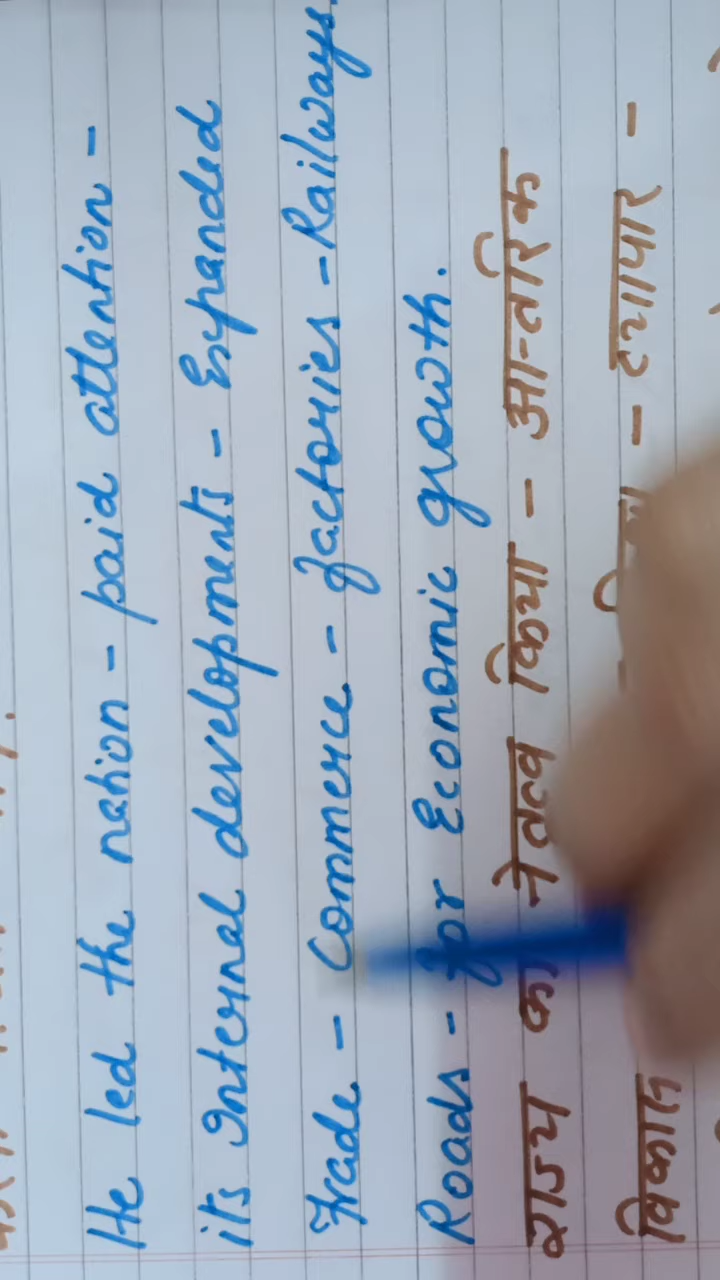 He led the nation - paid attention -
its Internal developments - Expanded
Trade - Commerce - factories - Railways
Roads - for Economic growth.
राज्य का नेतत्व किया - आन्तरिक
विकास - व्यापार -